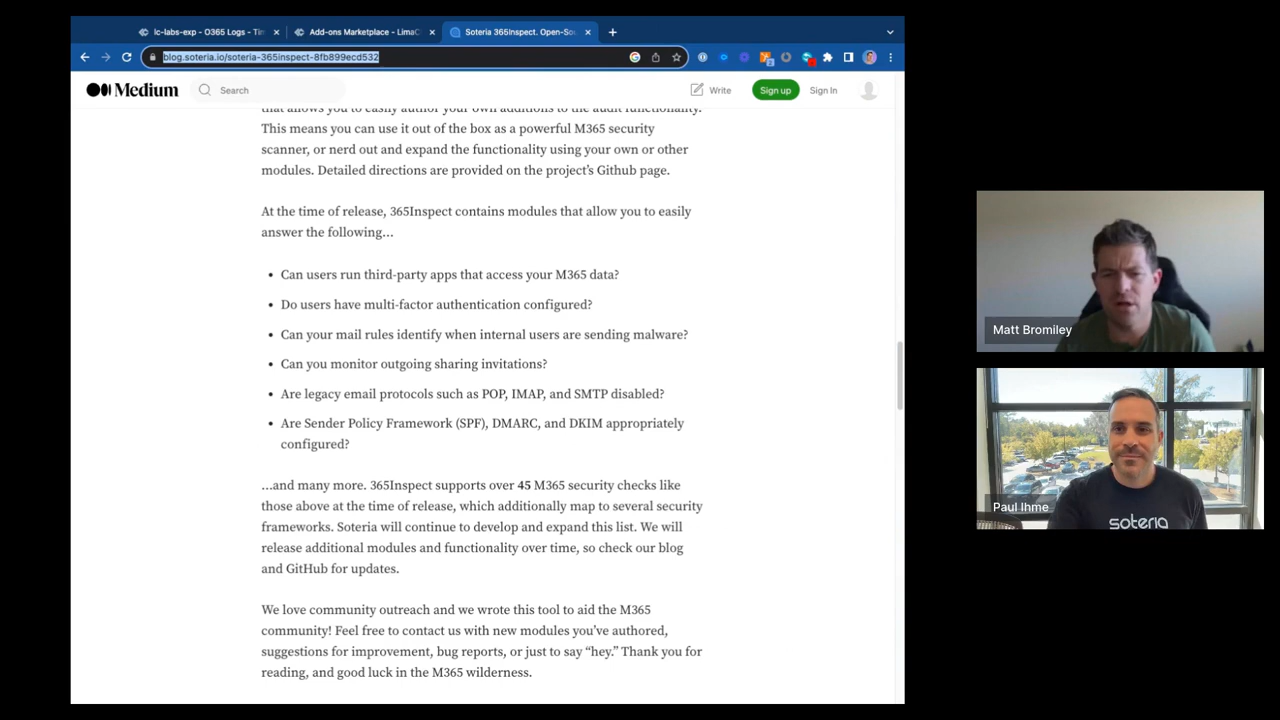 lc-labs-exp - O365 Logs - Tim
Add-ons Marketplace - LimaC
Soteria 365Inspect. Open-Sou
blog.soteria.io/soteria-365inspect-8fb899ecd532
Medium
Search
Write
Sign up
Sign In
that allows you to easily author your own additions to the audit functionality.
This means you can use it out of the box as a powerful M365 security
scanner, or nerd out and expand the functionality using your own or other
modules. Detailed directions are provided on the project’s Github page.
At the time of release, 365Inspect contains modules that allow you to easily
answer the following…
• Can users run third-party apps that access your M365 data?
• Do users have multi-factor authentication configured?
• Can your mail rules identify when internal users are sending malware?
• Can you monitor outgoing sharing invitations?
• Are legacy email protocols such as POP, IMAP, and SMTP disabled?
• Are Sender Policy Framework (SPF), DMARC, and DKIM appropriately
configured?
…and many more. 365Inspect supports over 45 M365 security checks like
those above at the time of release, which additionally map to several security
frameworks. Soteria will continue to develop and expand this list. We will
release additional modules and functionality over time, so check our blog
and GitHub for updates.
We love community outreach and we wrote this tool to aid the M365
community! Feel free to contact us with new modules you’ve authored,
suggestions for improvement, bug reports, or just to say “hey.” Thank you for
reading, and good luck in the M365 wilderness.
Matt Bromiley
Paul Ihme
soteria